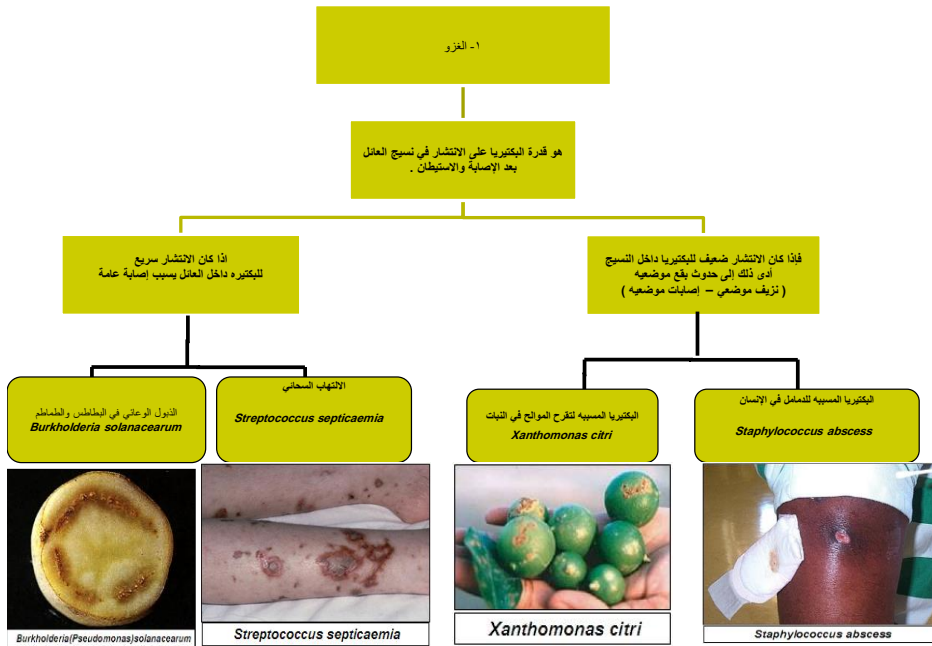 ١- الغزو
هو قدرة البكتيريا على الانتشار في نسيج العائل
بعد الإصابة والاستيطان .
فإذا كان الانتشار ضعيف للبكتيريا داخل النسيج
أدى ذلك إلى حدوث بقع موضعيه
( نزيف موضعي – إصابات موضعيه )
اذا كان الانتشار سريع
للبكتيره داخل العائل يسبب إصابة عامة
البكتيريا المسببه للدمامل في الإنسان
Staphylococcus abscess
البكتيريا المسببه لتقرح الموالح في النبات
Xanthomonas citri
الالتهاب السحائي
Streptococcus septicaemia
الذبول الوعائي في البطاطس والطماطم
Burkholderia solanacearum
Staphylococcus abscess
Xanthomonas citri
Streptococcus septicaemia
Burkholderia(Pseudomonas)solanacearum